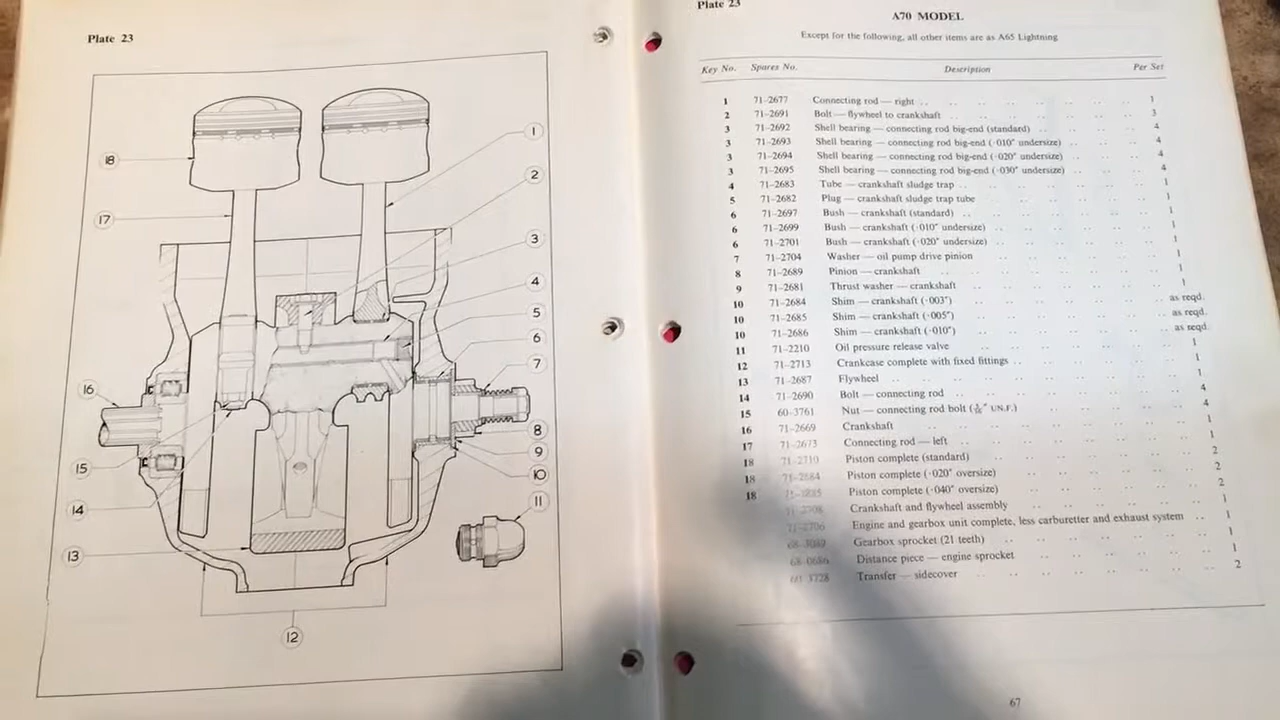 Plate 23
1
2
18
17
3
4
5
6
7
16
8
9
15
10
14
11
13
12
Plate 23
A70 MODEL
Except for the following, all other items are as A65 Lightning
Key No. Spares No. Description Per Set
1 71-2677 Connecting rod — right .. 1
2 71-2691 Bolt — flywheel to crankshaft .. 3
3 71-2692 Shell bearing — connecting rod big-end (standard) .. 4
3 71-2693 Shell bearing — connecting rod big-end (·010" undersize) .. 4
3 71-2694 Shell bearing — connecting rod big-end (·020" undersize) .. 4
3 71-2695 Shell bearing — connecting rod big-end (·030" undersize) .. 4
4 71-2683 Tube — crankshaft sludge trap .. 1
5 71-2682 Plug — crankshaft sludge trap tube .. 1
6 71-2697 Bush — crankshaft (standard) .. 1
6 71-2699 Bush — crankshaft (·010" undersize) .. 1
6 71-2701 Bush — crankshaft (·020" undersize) .. 1
7 71-2704 Washer — oil pump drive pinion .. 1
8 71-2689 Pinion — crankshaft .. 1
9 71-2681 Thrust washer — crankshaft .. 1
10 71-2684 Shim — crankshaft (·003") .. as reqd.
10 71-2685 Shim — crankshaft (·005") .. as reqd.
10 71-2686 Shim — crankshaft (·010") .. as reqd.
11 71-2210 Oil pressure release valve .. 1
12 71-2713 Crankcase complete with fixed fittings .. 1
13 71-2687 Flywheel .. 1
14 71-2690 Bolt — connecting rod .. 4
15 60-3761 Nut — connecting rod bolt (5/16" UN.F.) .. 4
16 71-2669 Crankshaft .. 1
17 71-2673 Connecting rod — left .. 1
18 71-2710 Piston complete (standard) .. 2
18 Piston complete (·020" oversize) .. 2
18 Piston complete (·040" oversize) .. 2
Crankshaft and flywheel assembly .. 1
71-2706 Engine and gearbox unit complete, less carburetter and exhaust system .. 1
Gearbox sprocket (21 teeth) .. 1
68-0686 Distance piece — engine sprocket .. 1
Transfer — sidecover .. 2
67